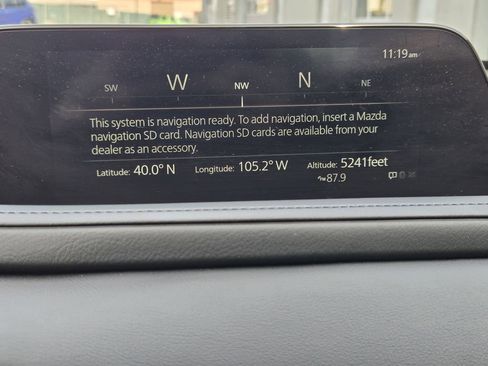 11:19 am
SW W NW N NE
This system is navigation ready. To add navigation, insert a Mazda
navigation SD card. Navigation SD cards are available from your
dealer as an accessory.
Latitude: 40.0° N Longitude: 105.2° W Altitude: 5241feet
87.9